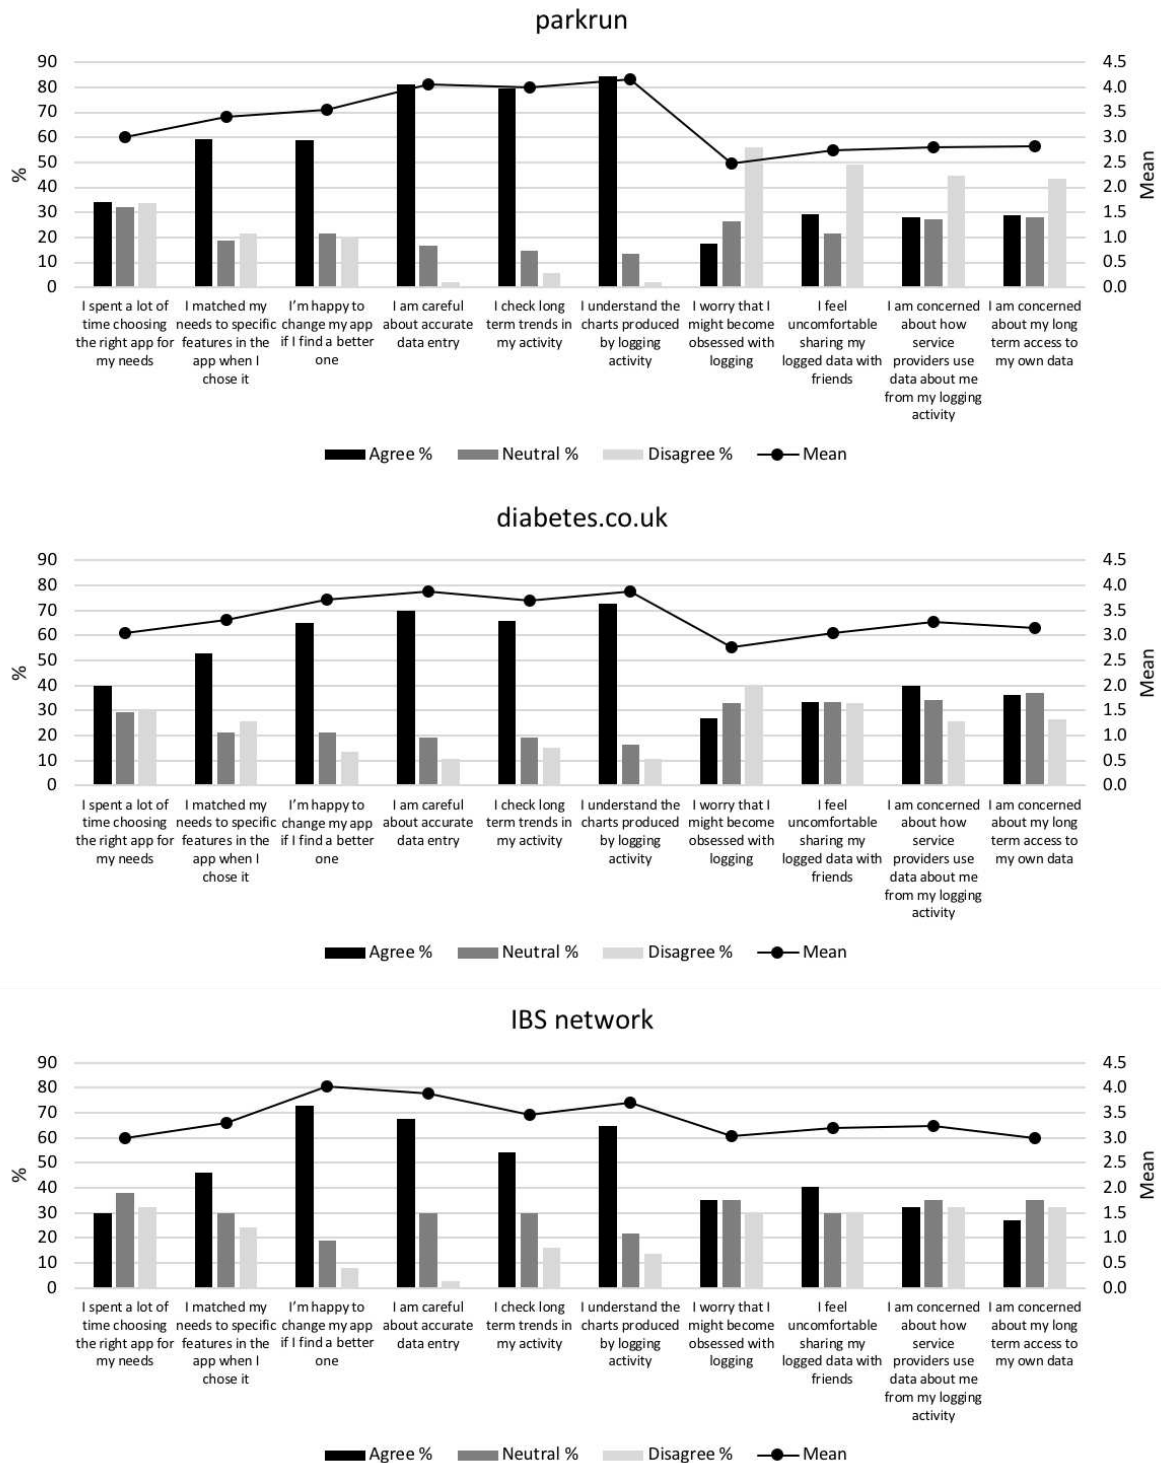 parkrun
90
80
70
60
50
40
30
20
10
0
%
4.5
4.0
3.5
3.0
2.5
2.0
1.5
1.0
0.5
0.0
Mean
I spent a lot of
time choosing
the right app for
my needs
I matched my
needs to specific
features in the
app when I
chose it
I'm happy to
change my app
if I find a better
one
I am careful
about accurate
data entry
I check long
term trends in
my activity
I understand the
charts produced
by logging
activity
I worry that I
might become
obsessed with
logging
I feel
uncomfortable
sharing my
logged data with
friends
I am concerned
about how
service
providers use
data about me
from my logging
activity
I am concerned
about my long
term access to
my own data
Agree % Neutral % Disagree % Mean
diabetes.co.uk
90
80
70
60
50
40
30
20
10
0
%
4.5
4.0
3.5
3.0
2.5
2.0
1.5
1.0
0.5
0.0
Mean
I spent a lot of
time choosing
the right app for
my needs
I matched my
needs to specific
features in the
app when I
chose it
I'm happy to
change my app
if I find a better
one
I am careful
about accurate
data entry
I check long
term trends in
my activity
I understand the
charts produced
by logging
activity
I worry that I
might become
obsessed with
logging
I feel
uncomfortable
sharing my
logged data with
friends
I am concerned
about how
service
providers use
data about me
from my logging
activity
I am concerned
about my long
term access to
my own data
Agree % Neutral % Disagree % Mean
IBS network
90
80
70
60
50
40
30
20
10
0
%
4.5
4.0
3.5
3.0
2.5
2.0
1.5
1.0
0.5
0.0
Mean
I spent a lot of
time choosing
the right app for
my needs
I matched my
needs to specific
features in the
app when I
chose it
I'm happy to
change my app
if I find a better
one
I am careful
about accurate
data entry
I check long
term trends in
my activity
I understand the
charts produced
by logging
activity
I worry that I
might become
obsessed with
logging
I feel
uncomfortable
sharing my
logged data with
friends
I am concerned
about how
service
providers use
data about me
from my logging
activity
I am concerned
about my long
term access to
my own data
Agree % Neutral % Disagree % Mean